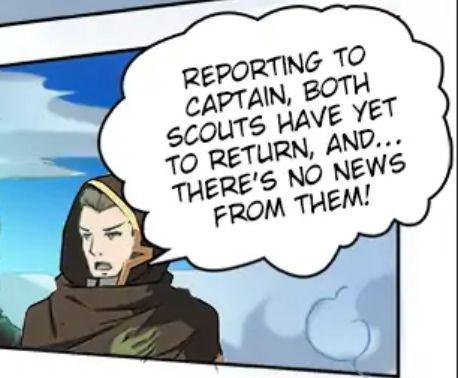 REPORTING TO
CAPTAIN, BOTH
SCOUTS HAVE YET
TO RETURN, AND...
THERE'S NO NEWS
FROM THEM!